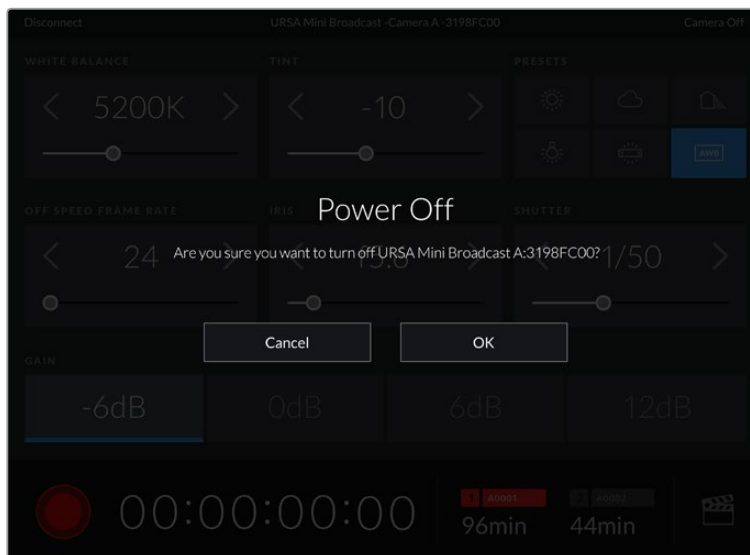 Disconnect URSA Mini Broadcast -Camera A -3198FC00 Camera Off
WHITE BALANCE TINT PRESETS
5200K -10
AWB
Power Off
OFF SPEED FRAME RATE IRIS SHUTTER
24 1/50
Are you sure you want to turn off URSA Mini Broadcast A:3198FC00?
Cancel OK
GAIN
-6dB 0dB 6dB 12dB
00:00:00:00 1 A0001 2
96min 44min